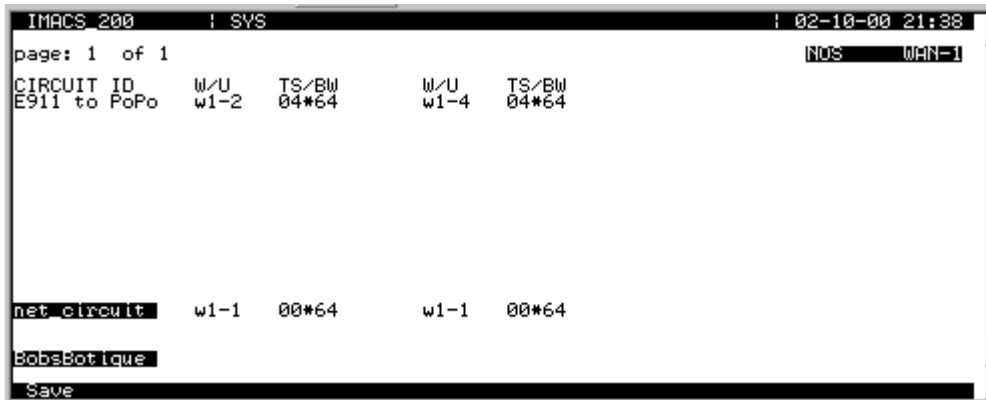 IMACS_200 | SYS | 02-10-00 21:38
page: 1 of 1 NOS WAN-1
CIRCUIT ID W/U TS/BW W/U TS/BW
E911 to PoPo w1-2 04*64 w1-4 04*64
net_circuit w1-1 00*64 w1-1 00*64
BobsBotique
Save